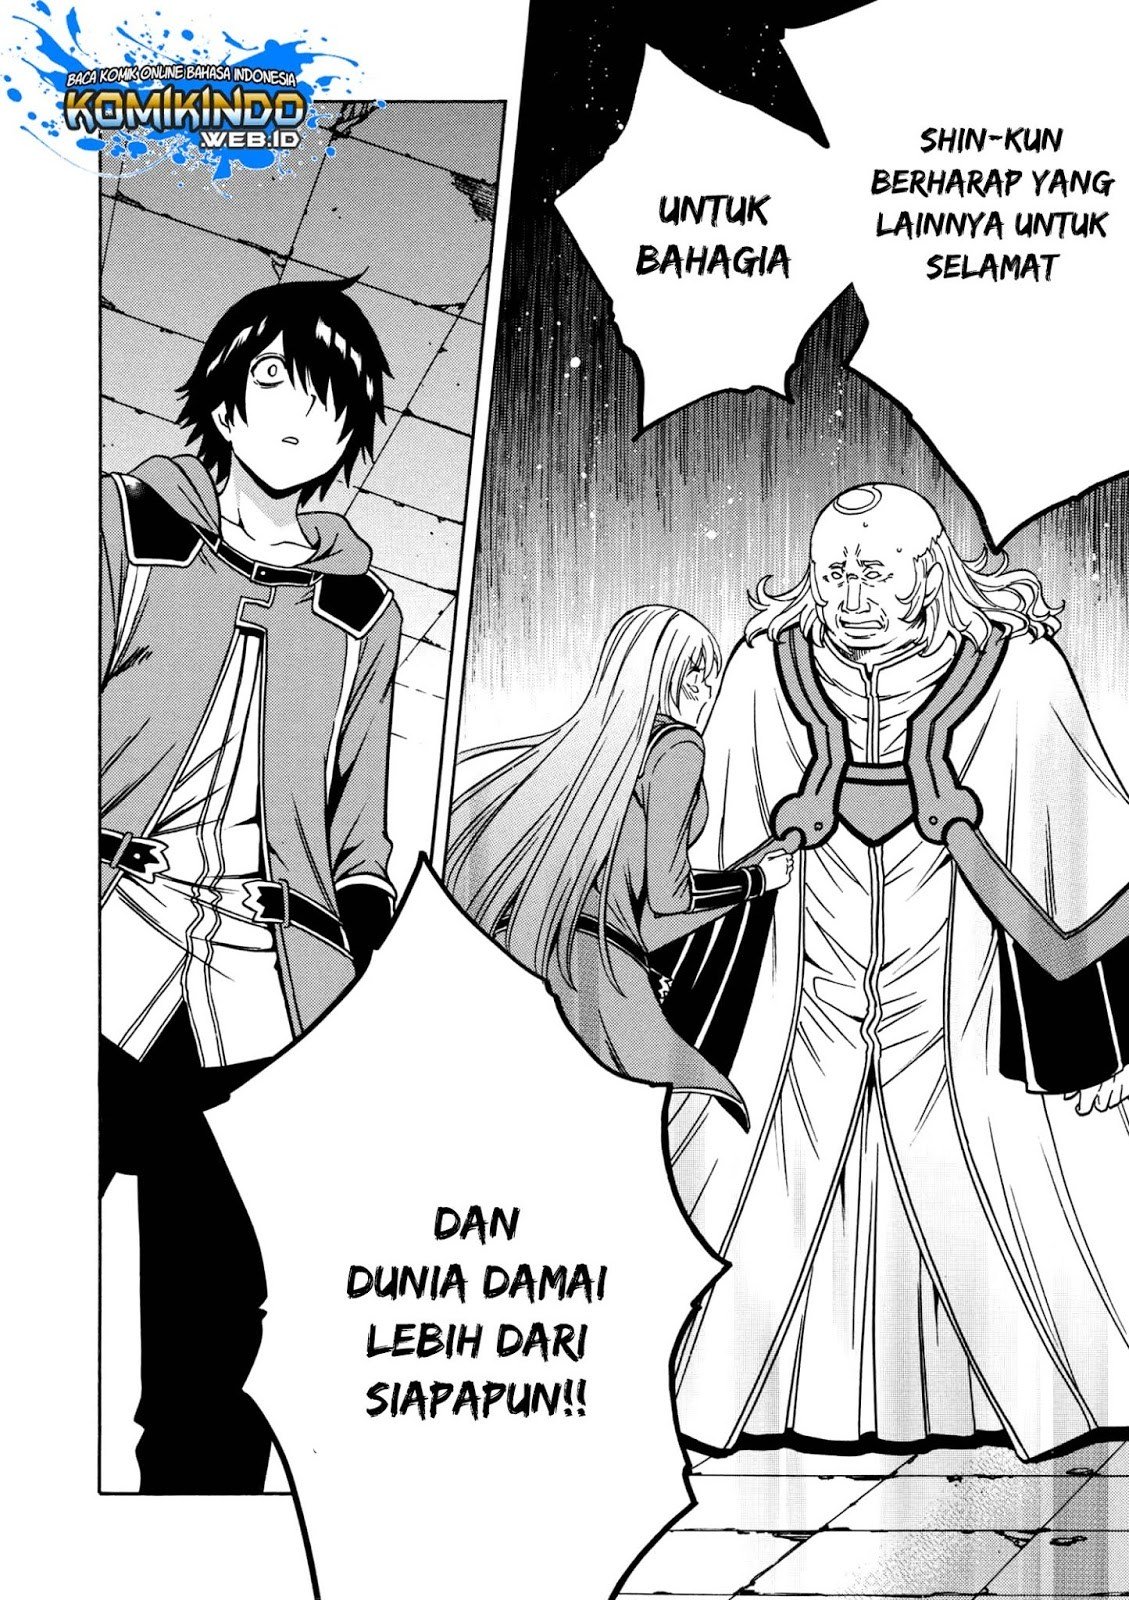 BACA KOMIK ONLINE BAHASA INDONESIA
KOMIKINDO
.WEB.ID
SHIN-KUN
BERHARAP YANG
LAINNYA UNTUK
SELAMAT
UNTUK
BAHAGIA
DAN
DUNIA DAMAI
LEBIH DARI
SIAPAPUN!!